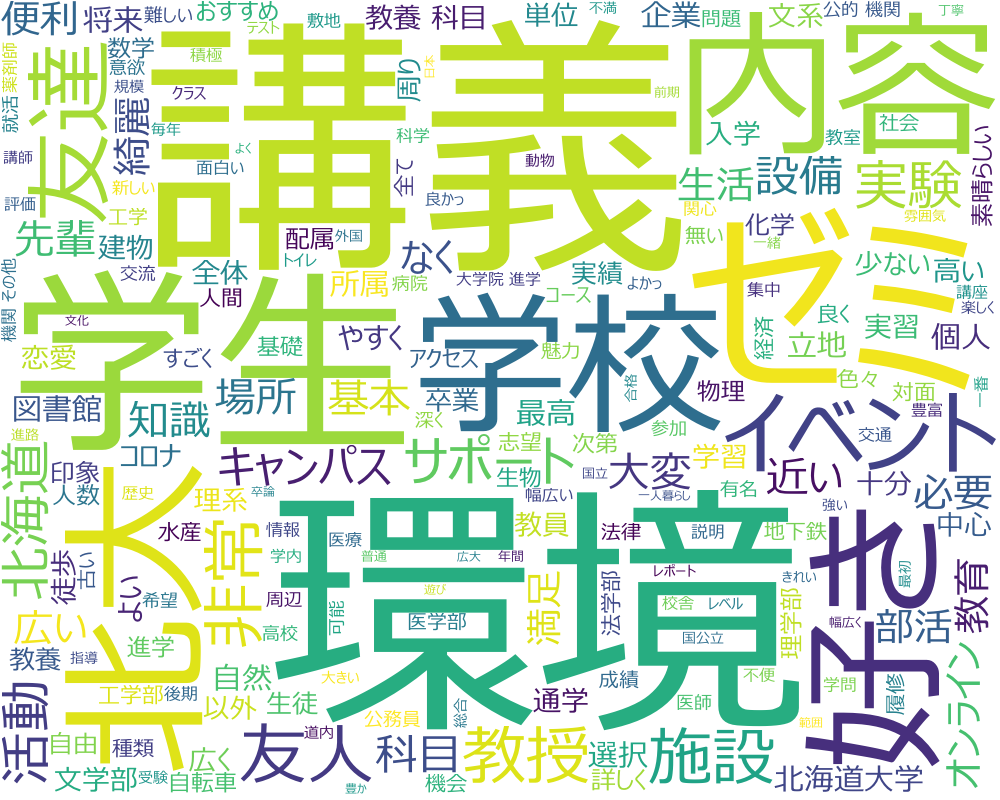 便利
将来
難しい
おすすめ
敷地
テスト
教養 科目
単位
不満
企業
問題
文系
公的 機関
丁寧
薬剤師
就活
数学
意欲
積極
規模
クラス
毎年
講師
よく
面白い
新しい
評価
工学
交流
友達
綺麗
先輩
建物
講義
内容
周り
日本
科学
全て
動物
良かっ
前期
入学
社会
教室
生活
設備
関心
無い
化学
一緒
実験
雰囲気
素晴らしい
少ない
高い
講座
楽しく
機関 その他
文化
全体
人間
配属
外国
トイレ
所属
病院
なく
大学院 進学
実績
よかっ
コース
集中
学生
学校
ゼミ
恋愛
すごく
基礎
やすく
アクセス
魅力
経済
立地
良く
実習
個人
一番
色々
対面
豊富
図書館
知識
場所
基本
卒業
最高
合格
物理
参加
交通
イベント
進路
コロナ
深く
志望
次第
生物
北海道
印象
人数
歴史
理系
卒論
キャンパス
サポート
国立
幅広い
大変
一人暮らし
学習
有名
近い
十分
強い
必要
中心
徒歩
古い
水産
よい
希望
北大
非常
情報
学内
医療
普通
広大
年間
教員
満足
法律
法学部
説明
レポート
地下鉄
きれい
最初
好き
教育
環境
周辺
高校
可能
遊び
医学部
校舎
レベル
国公立
理学部
幅広く
部活
広い
教養
指導
進学
工学部
後期
自然
以外
生徒
大きい
公務員
総合
通学
成績
医師
不便
学問
履修
オンライン
範囲
活動
自由
種類
広く
文学部
受験
自転車
友人
道内
豊か
科目
機会
教授
選択
詳しく
施設
北海道大学